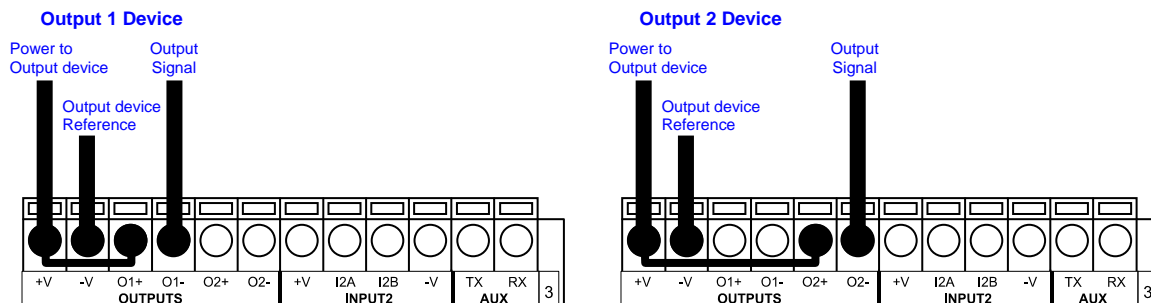 Output 1 Device
Power to
Output device
Output
Signal
Output device
Reference
+V -V O1+ O1- O2+ O2- +V I2A I2B -V TX RX
OUTPUTS INPUT2 AUX 3
Output 2 Device
Power to
Output device
Output
Signal
Output device
Reference
+V -V O1+ O1- O2+ O2- +V I2A I2B -V TX RX
OUTPUTS INPUT2 AUX 3